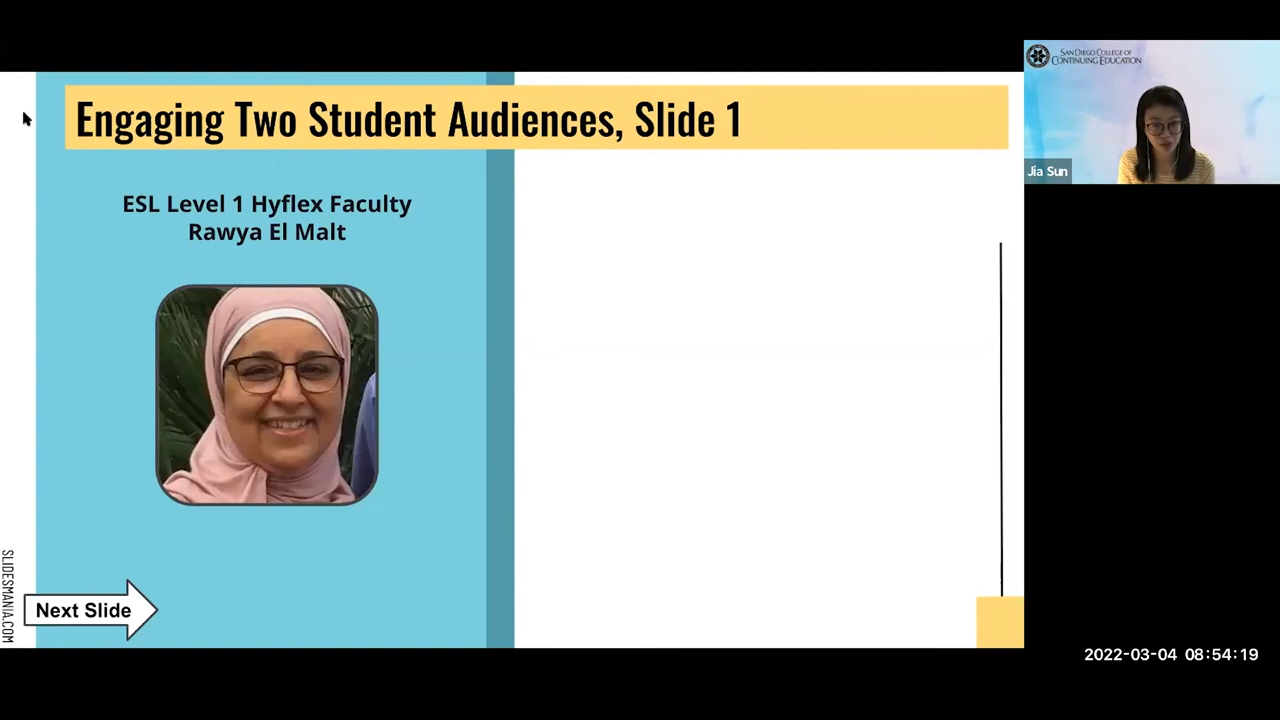 Engaging Two Student Audiences, Slide 1
ESL Level 1 Hyflex Faculty
Rawya El Malt
Next Slide
SLIDESMANIA.COM
SAN DIEGO COLLEGE OF
CONTINUING EDUCATION
Jia Sun
2022-03-04 08:54:19